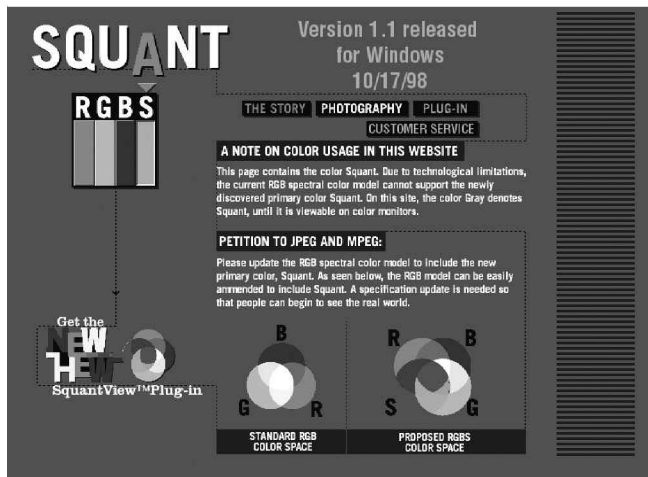 SQUANT
Version 1.1 released
for Windows
10/17/98
RGBS
THE STORY PHOTOGRAPHY PLUG-IN
CUSTOMER SERVICE
A NOTE ON COLOR USAGE IN THIS WEBSITE
This page contains the color Squant. Due to technological limitations,
the current RGB spectral color model cannot support the newly
discovered primary color Squant. On this site, the color Gray denotes
Squant, until it is viewable on color monitors.
PETITION TO JPEG AND MPEG:
Please update the RGB spectral color model to include the new
primary color, Squant. As seen below, the RGB model can be easily
ammended to include Squant. A specification update is needed so
that people can begin to see the real world.
Get the
NEW
HEW
SquantView™Plug-in
B
G R
STANDARD RGB
COLOR SPACE
R B
S G
PROPOSED RGBS
COLOR SPACE